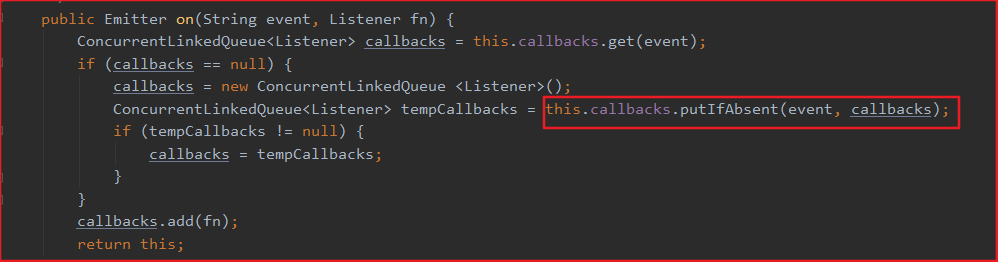 public Emitter on(String event, Listener fn) {
    ConcurrentLinkedQueue<Listener> callbacks = this.callbacks.get(event);
    if (callbacks == null) {
        callbacks = new ConcurrentLinkedQueue <Listener>();
        ConcurrentLinkedQueue<Listener> tempCallbacks = this.callbacks.putIfAbsent(event, callbacks);
        if (tempCallbacks != null) {
            callbacks = tempCallbacks;
        }
    }
    callbacks.add(fn);
    return this;